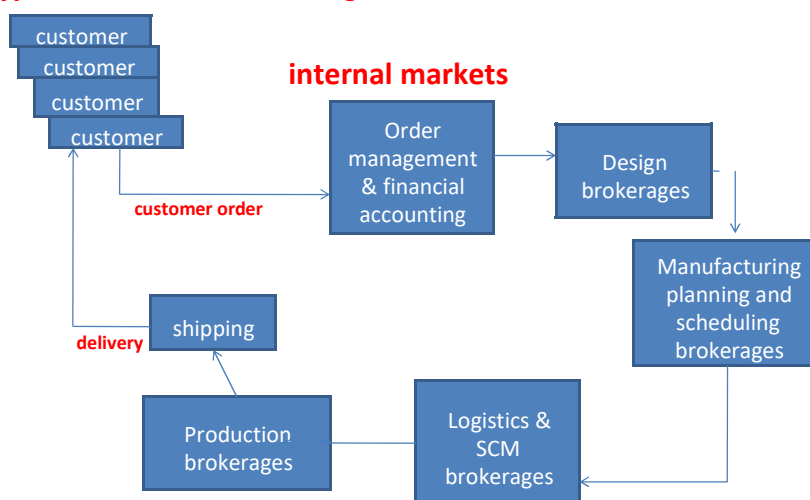 customer
customer
customer
customer
internal markets
Order
management
& financial
accounting
Design
brokerages
customer order
Manufacturing
planning and
scheduling
brokerages
shipping
delivery
Logistics &
SCM
brokerages
Production
brokerages